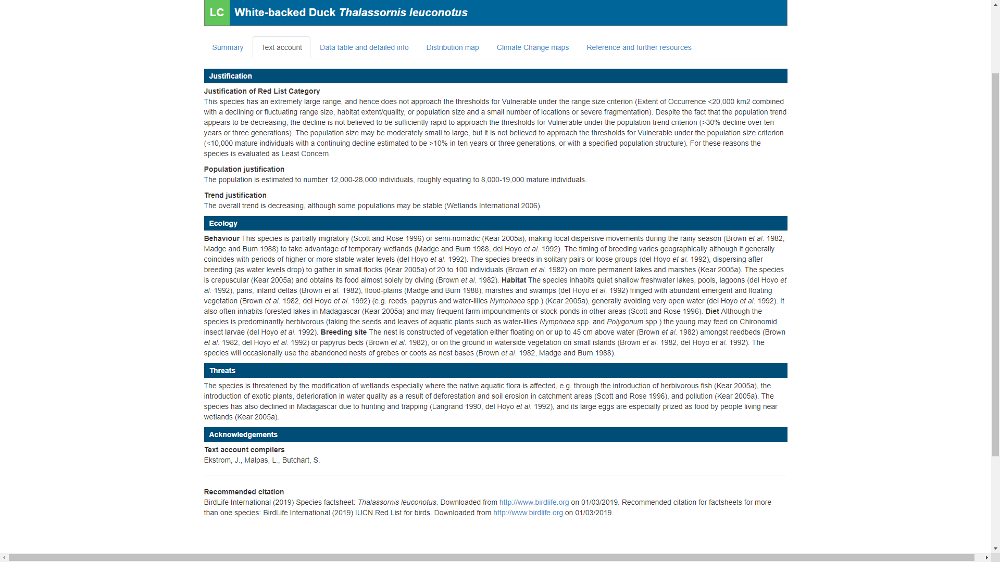 LC White-backed Duck Thalassornis leuconotus
Summary Text account Data table and detailed info Distribution map Climate Change maps Reference and further resources
Justification
Justification of Red List Category
This species has an extremely large range, and hence does not approach the thresholds for Vulnerable under the range size criterion (Extent of Occurrence <20,000 km2 combined
with a declining or fluctuating range size, habitat extent/quality, or population size and a small number of locations or severe fragmentation). Despite the fact that the population trend
appears to be decreasing, the decline is not believed to be sufficiently rapid to approach the thresholds for Vulnerable under the population trend criterion (>30% decline over ten
years or three generations). The population size may be moderately small to large, but it is not believed to approach the thresholds for Vulnerable under the population size criterion
(<10,000 mature individuals with a continuing decline estimated to be >10% in ten years or three generations, or with a specified population structure). For these reasons the
species is evaluated as Least Concern.
Population justification
The population is estimated to number 12,000-28,000 individuals, roughly equating to 8,000-19,000 mature individuals.
Trend justification
The overall trend is decreasing, although some populations may be stable (Wetlands International 2006).
Ecology
Behaviour This species is partially migratory (Scott and Rose 1996) or semi-nomadic (Kear 2005a), making local dispersive movements during the rainy season (Brown et al. 1982,
Madge and Burn 1988) to take advantage of temporary wetlands (Madge and Burn 1988, del Hoyo et al. 1992). The timing of breeding varies geographically although it generally
coincides with periods of higher or more stable water levels (del Hoyo et al. 1992). The species breeds in solitary pairs or loose groups (del Hoyo et al. 1992), dispersing after
breeding (as water levels drop) to gather in small flocks (Kear 2005a) of 20 to 100 individuals (Brown et al. 1982) on more permanent lakes and marshes (Kear 2005a). The species
is crepuscular (Kear 2005a) and obtains its food almost solely by diving (Brown et al. 1982). Habitat The species inhabits quiet shallow freshwater lakes, pools, lagoons (del Hoyo et
al. 1992), pans, inland deltas (Brown et al. 1982), flood-plains (Madge and Burn 1988), marshes and swamps (del Hoyo et al. 1992) fringed with abundant emergent and floating
vegetation (Brown et al. 1982, del Hoyo et al. 1992) (e.g. reeds, papyrus and water-lilies Nymphaea spp.) (Kear 2005a), generally avoiding very open water (del Hoyo et al. 1992). It
also often inhabits forested lakes in Madagascar (Kear 2005a) and may frequent farm impoundments or stock-ponds in other areas (Scott and Rose 1996). Diet Although the
species is predominantly herbivorous (taking the seeds and leaves of aquatic plants such as water-lilies Nymphaea spp. and Polygonum spp.) the young may feed on Chironomid
insect larvae (del Hoyo et al. 1992). Breeding site The nest is constructed of vegetation either floating on or up to 45 cm above water (Brown et al. 1982) amongst reedbeds (Brown
et al. 1982, del Hoyo et al. 1992) or papyrus beds (Brown et al. 1982), or on the ground in waterside vegetation on small islands (Brown et al. 1982, del Hoyo et al. 1992). The
species will occasionally use the abandoned nests of grebes or coots as nest bases (Brown et al. 1982, Madge and Burn 1988).
Threats
The species is threatened by the modification of wetlands especially where the native aquatic flora is affected, e.g. through the introduction of herbivorous fish (Kear 2005a), the
introduction of exotic plants, deterioration in water quality as a result of deforestation and soil erosion in catchment areas (Scott and Rose 1996), and pollution (Kear 2005a). The
species has also declined in Madagascar due to hunting and trapping (Langrand 1990, del Hoyo et al. 1992), and its large eggs are especially prized as food by people living near
wetlands (Kear 2005a).
Acknowledgements
Text account compilers
Ekstrom, J., Malpas, L., Butchart, S.
Recommended citation
BirdLife International (2019) Species factsheet: Thalassornis leuconotus. Downloaded from http://www.birdlife.org on 01/03/2019. Recommended citation for factsheets for more
than one species: BirdLife International (2019) IUCN Red List for birds. Downloaded from http://www.birdlife.org on 01/03/2019.